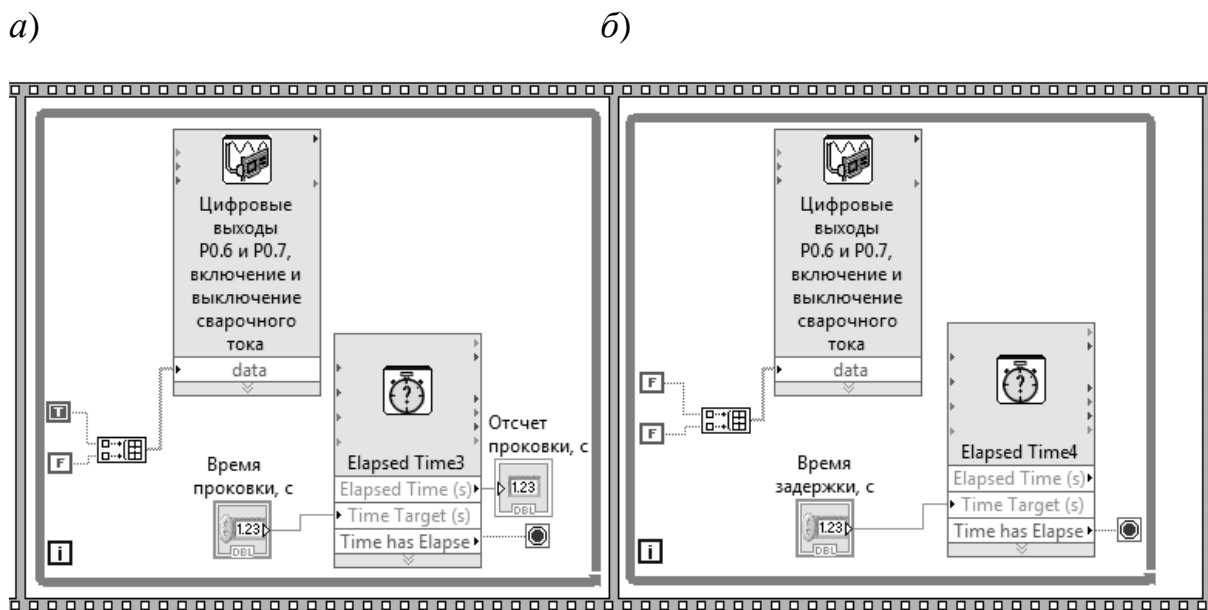 а)
б)
Цифровые
выходы
P0.6 и P0.7,
включение и
выключение
сварочного
тока
data
T
F
Время
проковки, с
1.23
DBL
Elapsed Time3
Elapsed Time (s)
Time Target (s)
Time has Elapse
Отсчет
проковки, с
1.23
DBL
i
Цифровые
выходы
P0.6 и P0.7,
включение и
выключение
сварочного
тока
data
F
F
Время
задержки, с
1.23
DBL
Elapsed Time4
Elapsed Time (s)
Time Target (s)
Time has Elapse
i